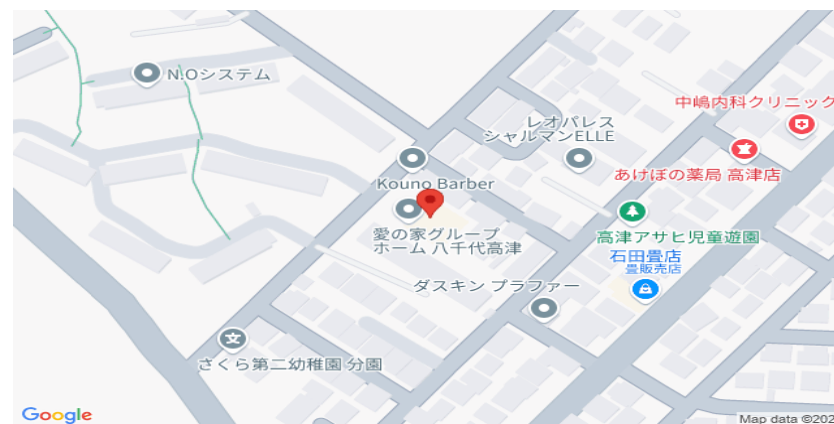 N.Oシステム
中嶋内科クリニック
レオパレス
シャルマンELLE
あけぼの薬局 高津店
Kouno Barber
愛の家グループ
ホーム 八千代高津
高津アサヒ児童遊園
石田畳店
畳販売店
ダスキン プラファー
さくら第二幼稚園 分園
Google
Map data ©202